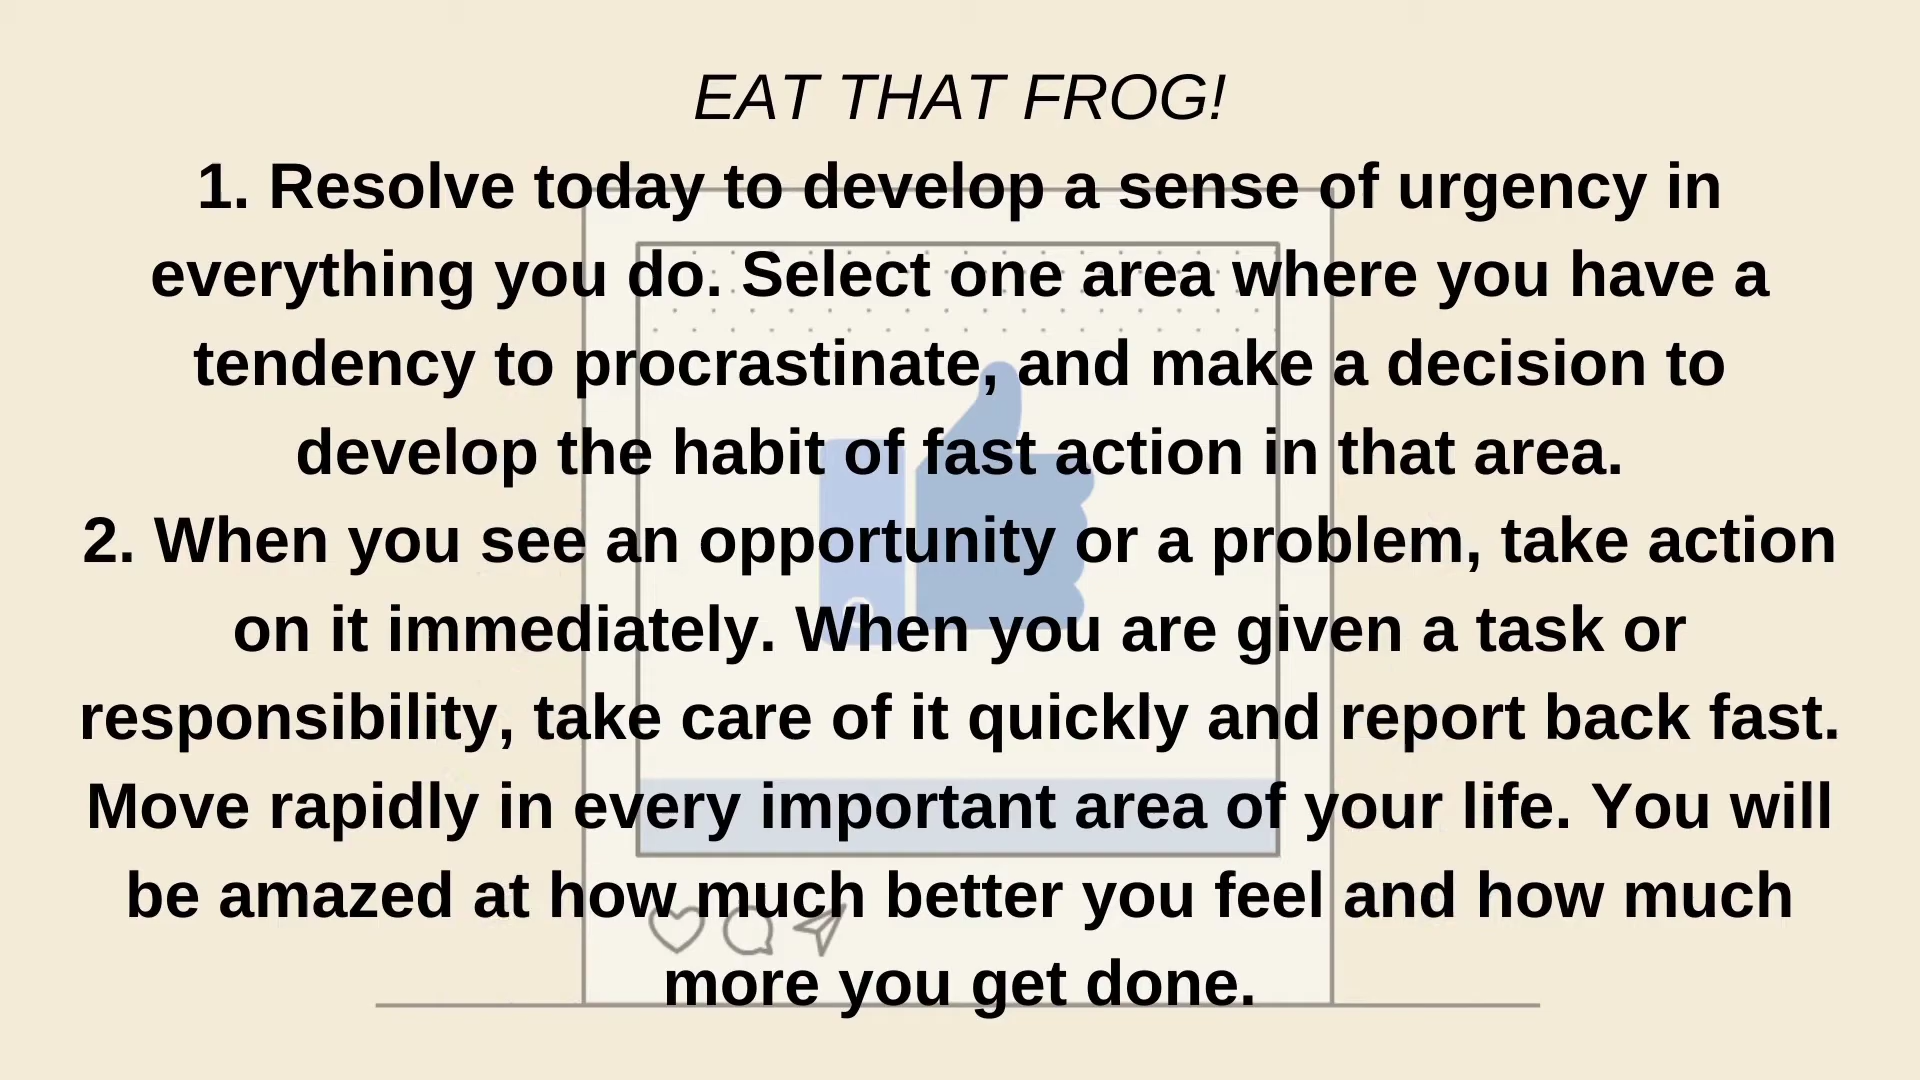 EAT THAT FROG!
1. Resolve today to develop a sense of urgency in
everything you do. Select one area where you have a
tendency to procrastinate, and make a decision to
develop the habit of fast action in that area.
2. When you see an opportunity or a problem, take action
on it immediately. When you are given a task or
responsibility, take care of it quickly and report back fast.
Move rapidly in every important area of your life. You will
be amazed at how much better you feel and how much
more you get done.